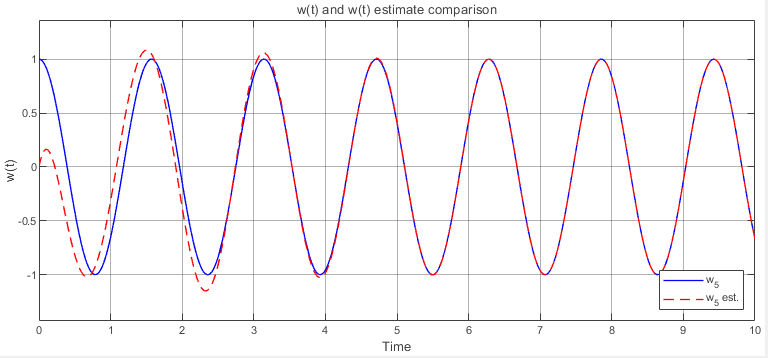 w(t) and w(t) estimate comparison
w(t)
1
0.5
0
-0.5
-1
0 1 2 3 4 5 6 7 8 9 10
Time
w5
w5 est.